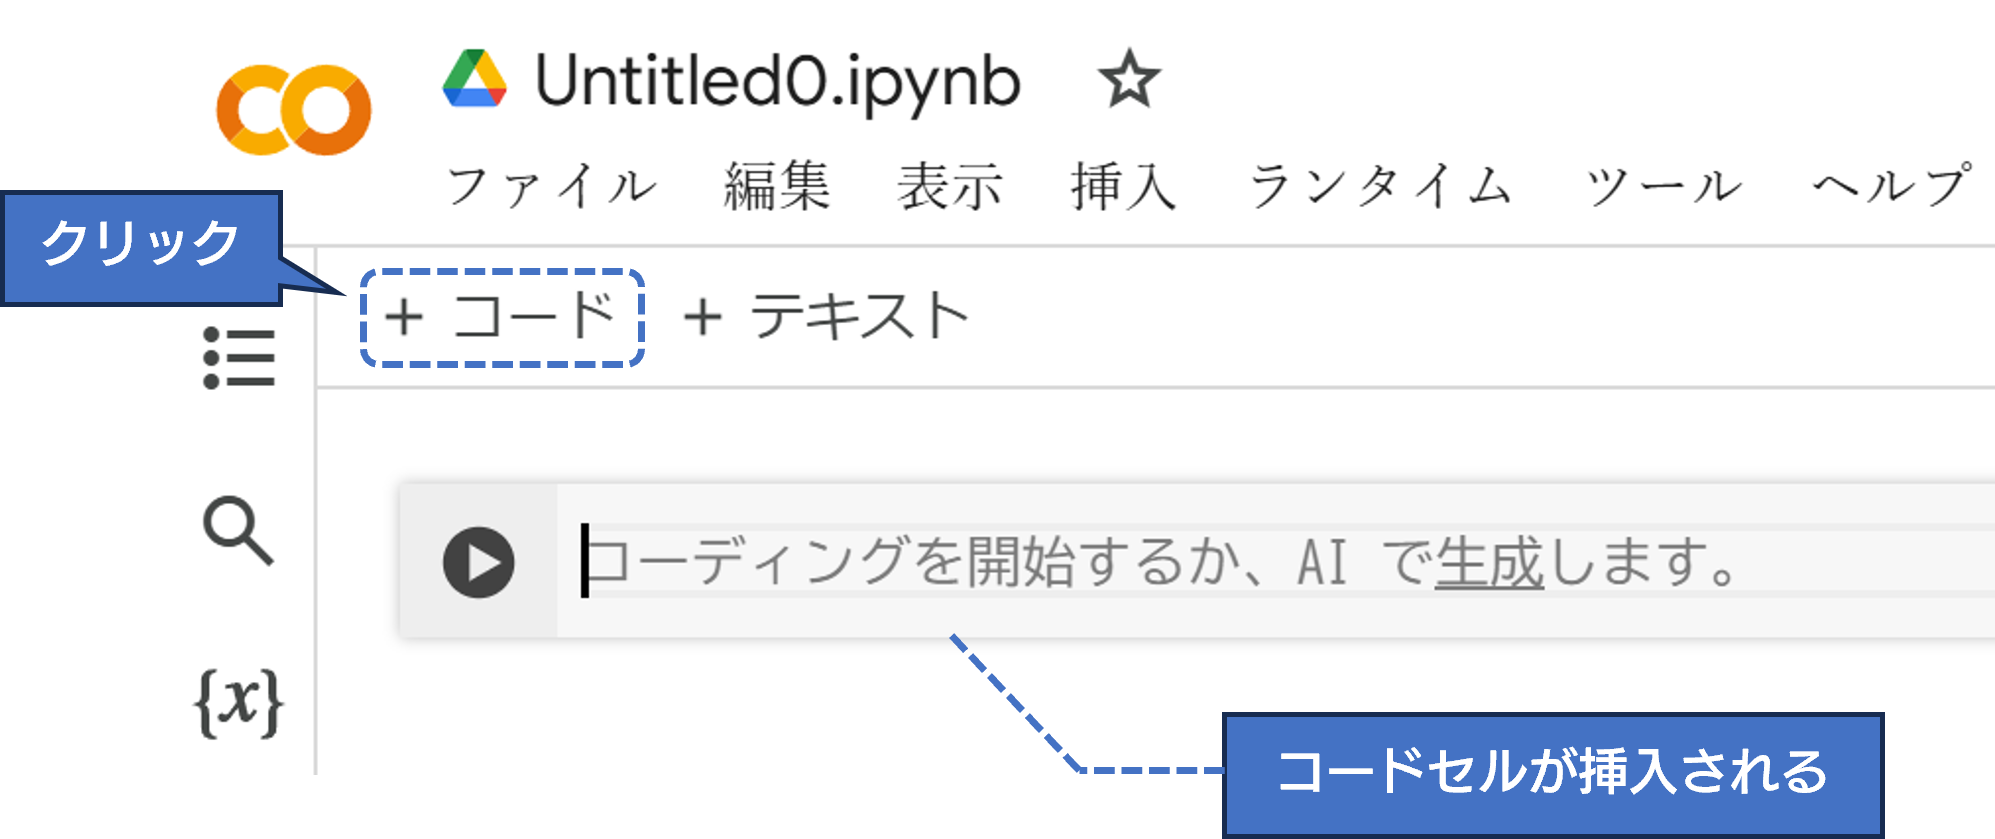 Untitled0.ipynb
ファイル 編集 表示 挿入 ランタイム ツール ヘルプ
クリック
+ コード + テキスト
コーディングを開始するか、AI で生成します。
{x}
コードセルが挿入される